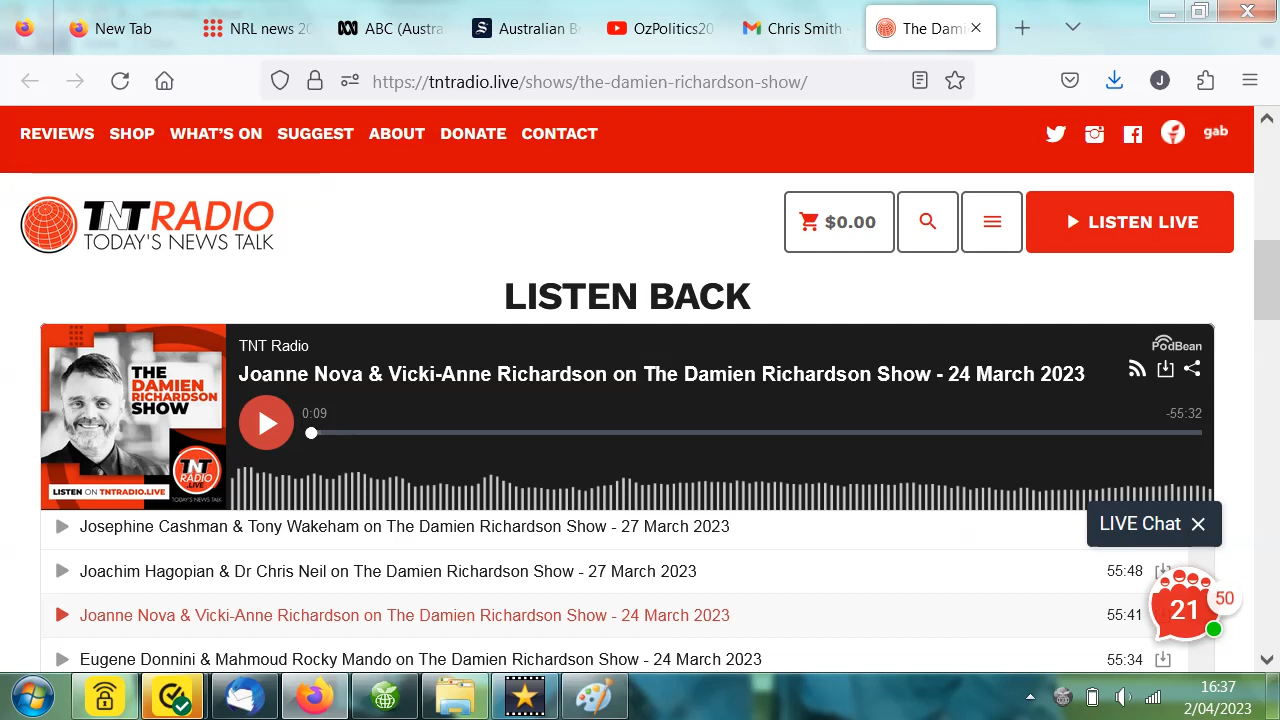 New Tab
NRL news 20
ABC (Austra
Australian B
OzPolitics20
Chris Smith -
The Dami
https://tntradio.live/shows/the-damien-richardson-show/
J
REVIEWS SHOP WHAT'S ON SUGGEST ABOUT DONATE CONTACT
gab
TNTRADIO
TODAY'S NEWS TALK
$0.00
LISTEN LIVE
LISTEN BACK
TNT Radio
PodBean
Joanne Nova & Vicki-Anne Richardson on The Damien Richardson Show - 24 March 2023
THE
DAMIEN
RICHARDSON
SHOW
TNT
RADIO
.LIVE
LISTEN ON TNTRADIO.LIVE
TODAY'S NEWS TALK
0:09
-55:32
Josephine Cashman & Tony Wakeham on The Damien Richardson Show - 27 March 2023
LIVE Chat
Joachim Hagopian & Dr Chris Neil on The Damien Richardson Show - 27 March 2023
55:48
Joanne Nova & Vicki-Anne Richardson on The Damien Richardson Show - 24 March 2023
55:41
21
50
Eugene Donnini & Mahmoud Rocky Mando on The Damien Richardson Show - 24 March 2023
55:34
16:37
2/04/2023